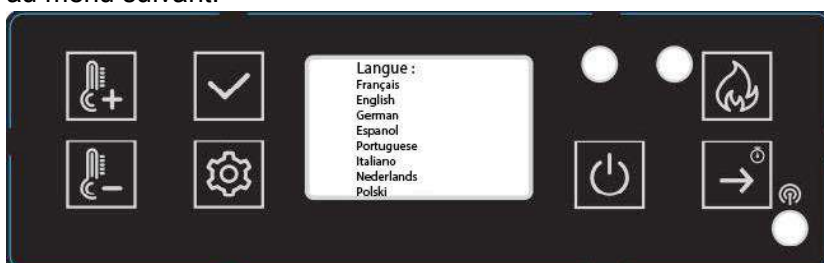 au menu suivant.
Langue :
Français
English
German
Espanol
Portuguese
Italiano
Nederlands
Polski